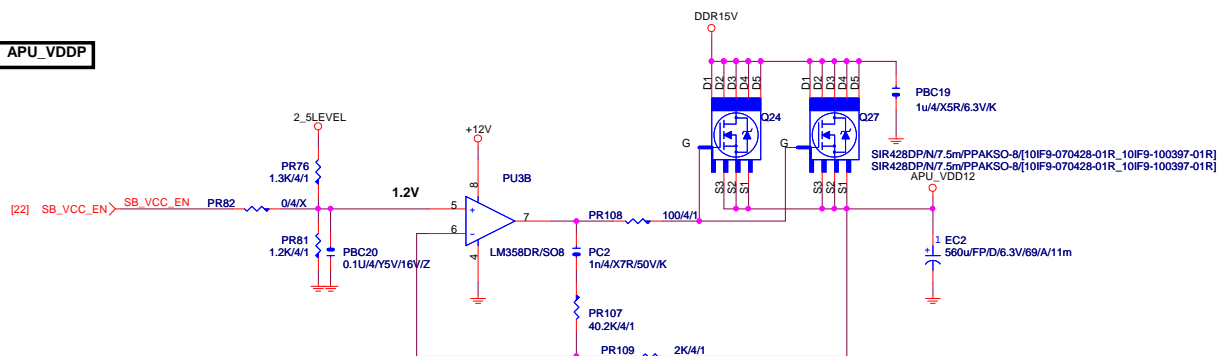 DDR15V
APU_VDDP
D1
D2
D3
D4
D5
D1
D2
D3
D4
D5
PBC19
1u/4/X5R/6.3V/K
2_5LEVEL
+12V
Q24
Q27
G
G
SIR428DP/N/7.5m/PPAKSO-8/[10IF9-070428-01R_10IF9-100397-01R]
SIR428DP/N/7.5m/PPAKSO-8/[10IF9-070428-01R_10IF9-100397-01R]
APU_VDD12
PR76
1.3K/4/1
PU3B
8
1.2V
S3
S2
S1
S3
S2
S1
[22] SB_VCC_EN
SB_VCC_EN
PR82
0/4/X
5
+
7
PR108
100/4/1
6
-
PR81
1.2K/4/1
PBC20
0.1U/4/Y5V/16V/Z
4
LM358DR/SO8
PC2
1n/4/X7R/50V/K
1
+
EC2
560u/FP/D/6.3V/69/A/11m
PR107
40.2K/4/1
PR109
2K/4/1